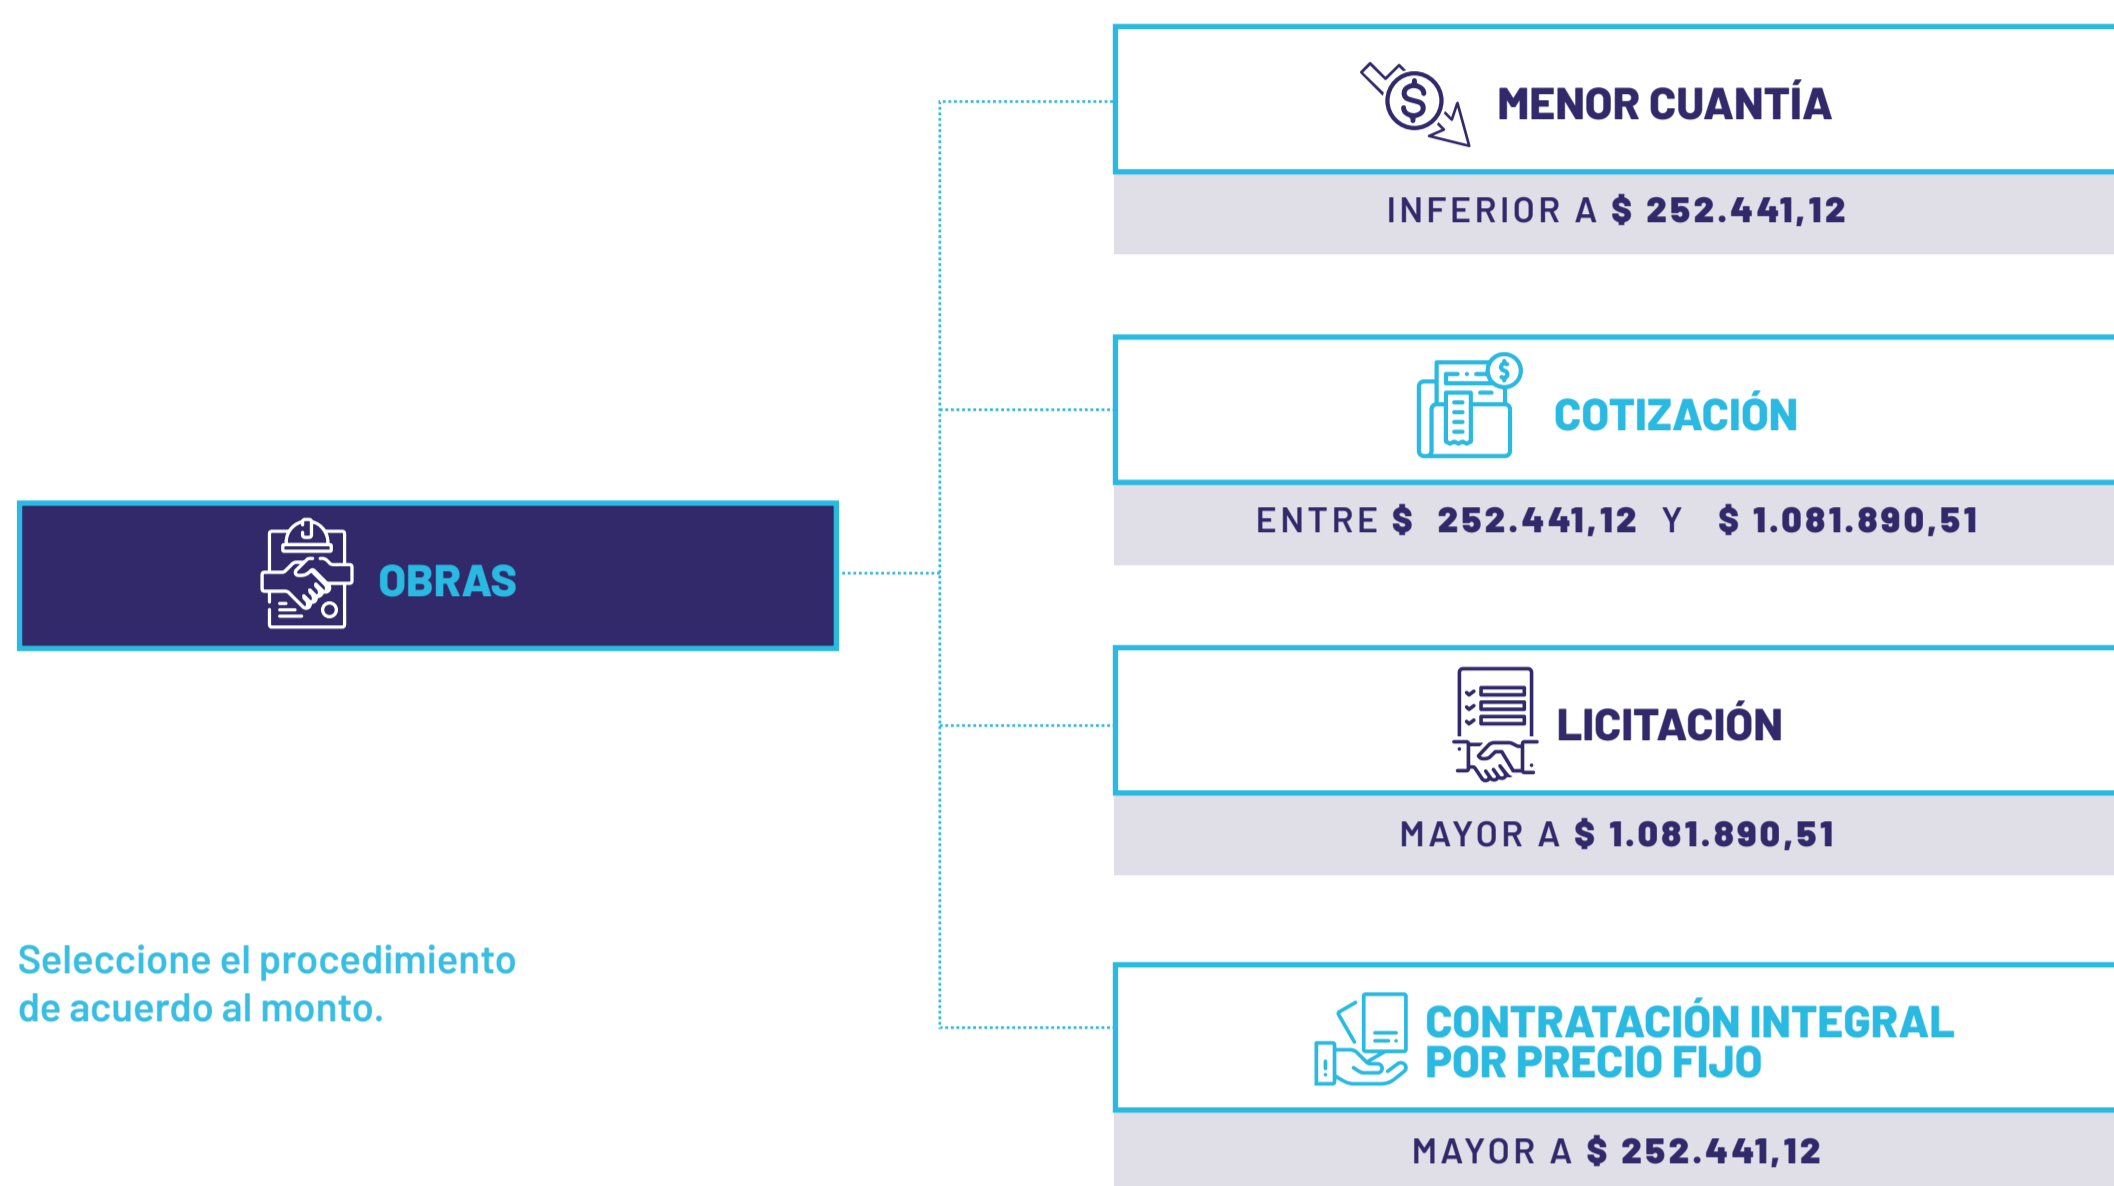 MENOR CUANTÍA
INFERIOR A $ 252.441,12
COTIZACIÓN
ENTRE $ 252.441,12 Y $ 1.081.890,51
OBRAS
LICITACIÓN
MAYOR A $ 1.081.890,51
Seleccione el procedimiento
de acuerdo al monto.
CONTRATACIÓN INTEGRAL
POR PRECIO FIJO
MAYOR A $ 252.441,12